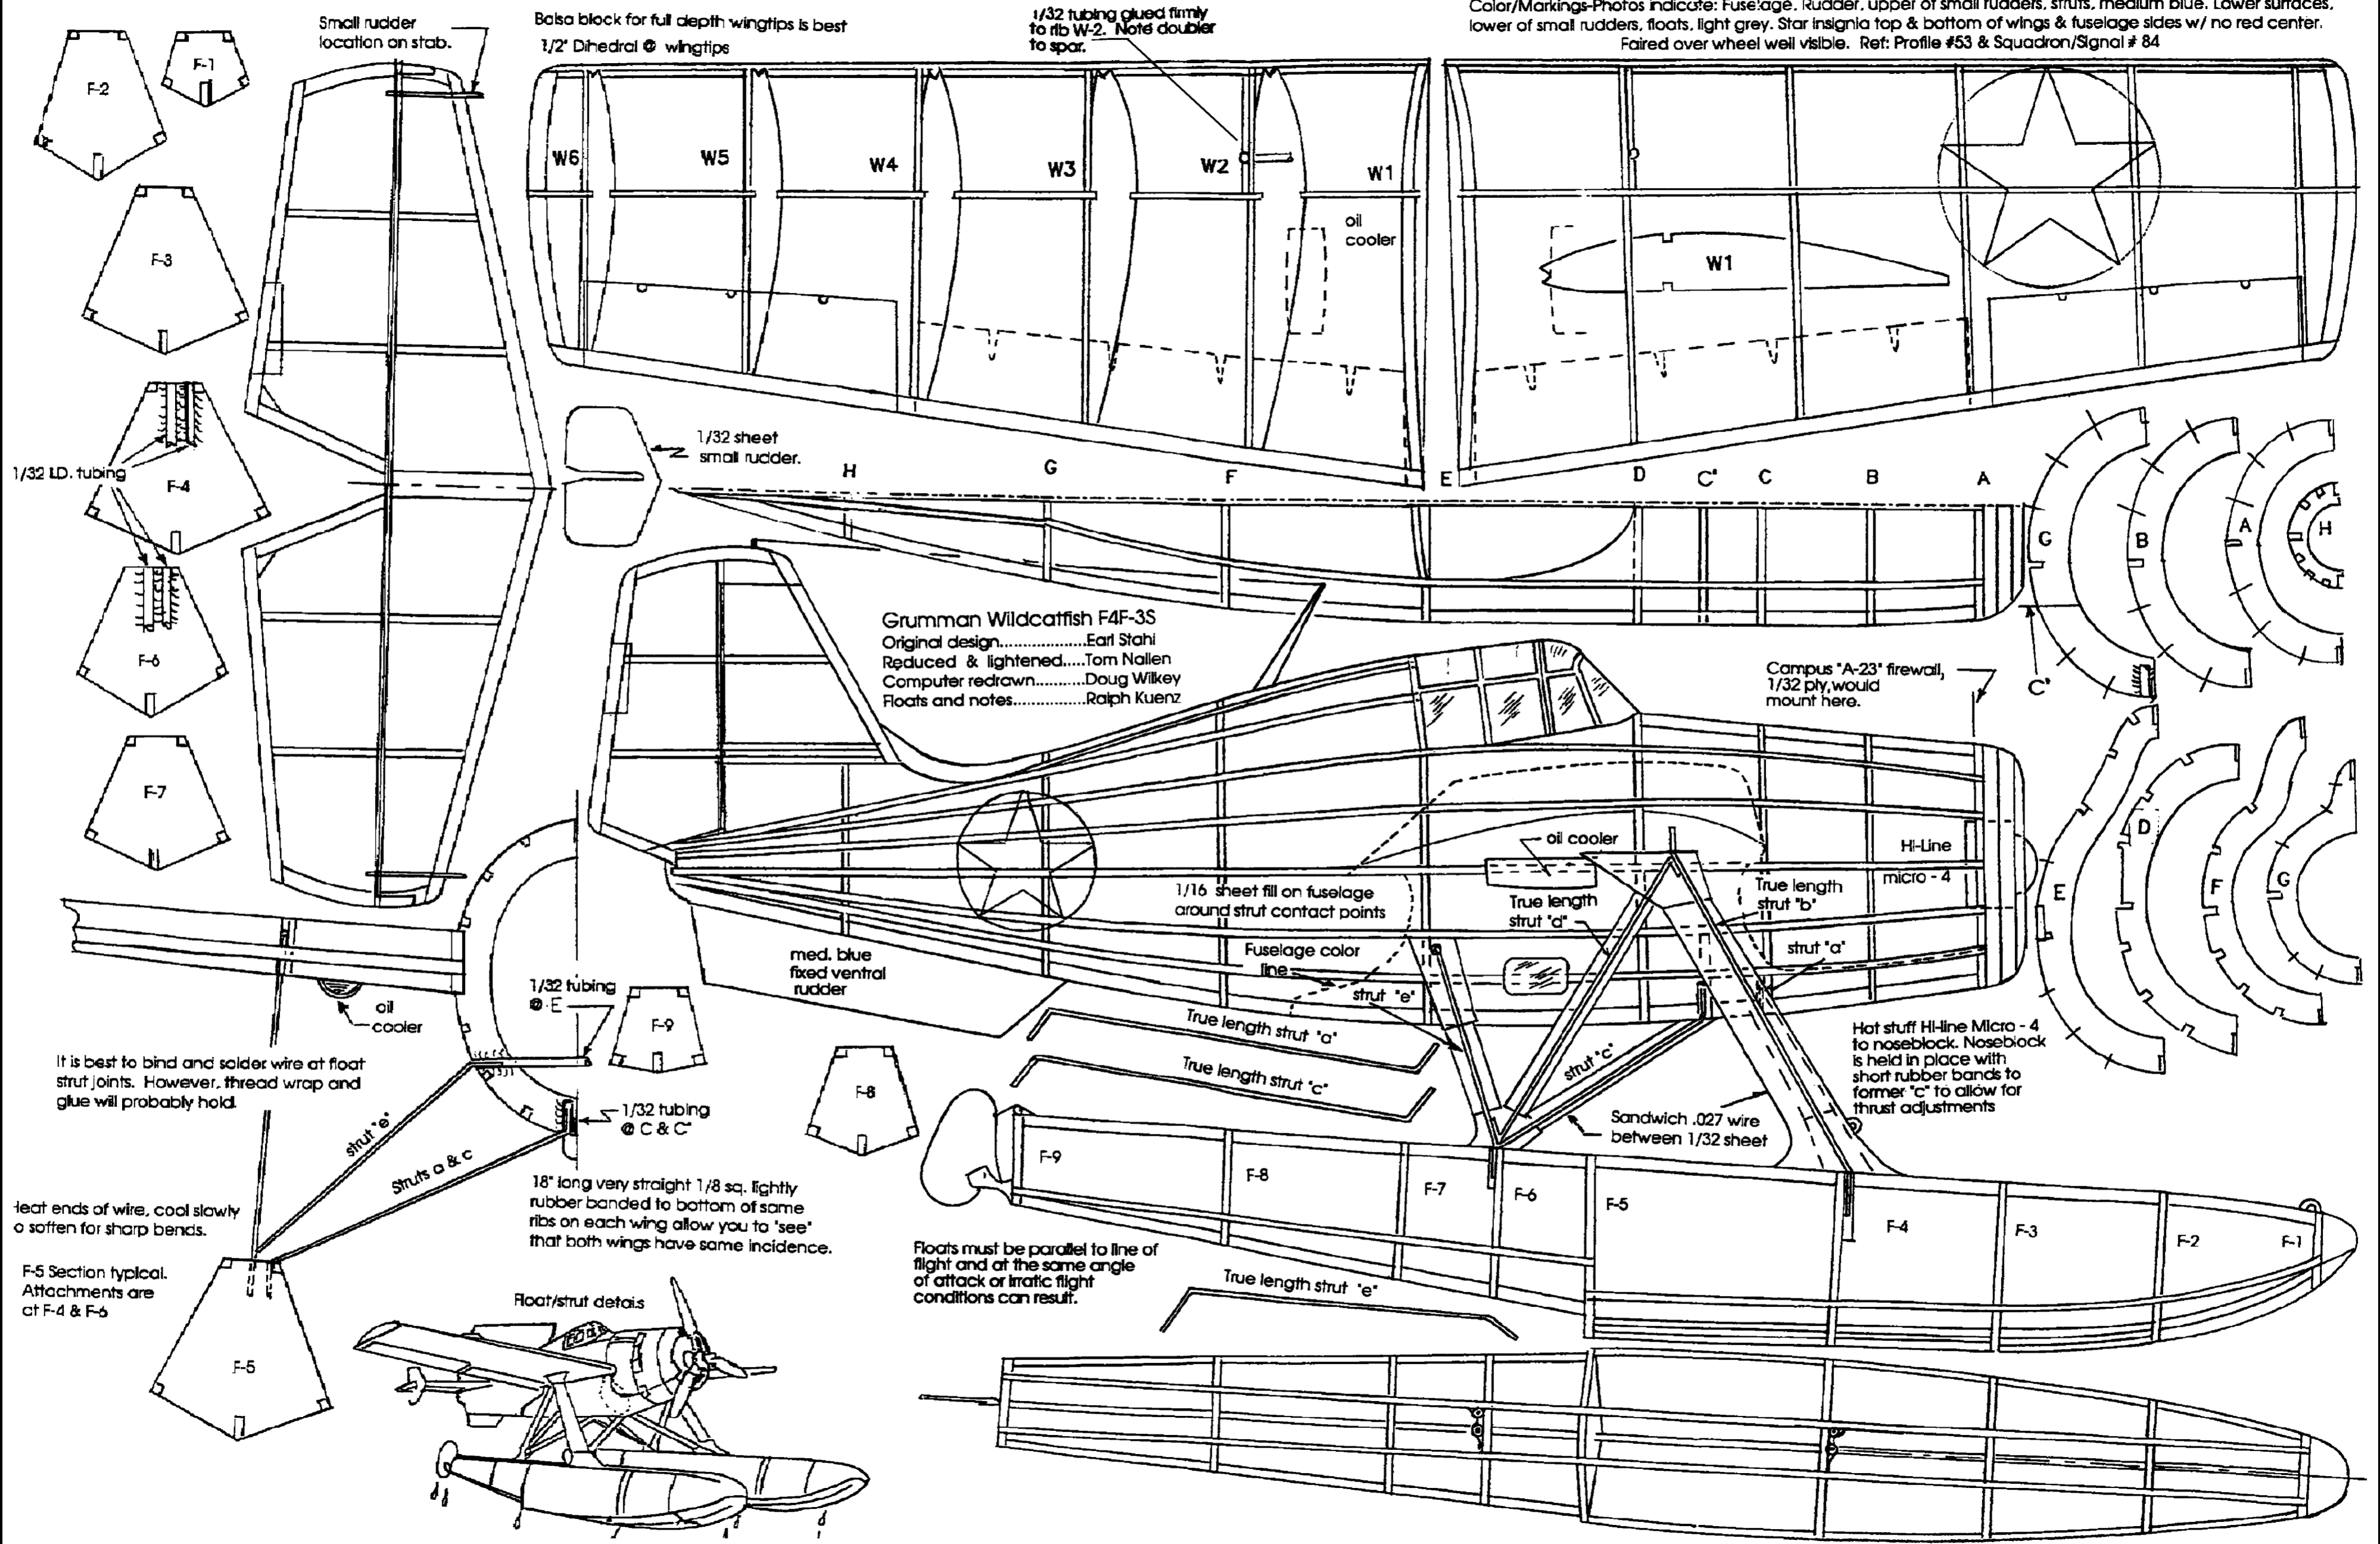 Small rudder
location on stab.
Balsa block for full depth wingtips is best
1/2" Dihedral @ wingtips
1/32 tubing glued firmly
to rib W-2. Note doubler
to spar.
Color/Markings-Photos indicate: Fuselage, Rudder, upper of small rudders, struts, medium blue. Lower surfaces,
lower of small rudders, floats, light grey. Star insignia top & bottom of wings & fuselage sides w/ no red center.
Faired over wheel well visible. Ref: Profile #53 & Squadron/Signal # 84
F-2
F-1
W6
W5
W4
W3
W2
W1
oil
cooler
W1
F-3
1/32 I.D. tubing
F-4
1/32 sheet
small rudder.
H
G
F
E
D
C'
C
B
A
G
B
A
H
C'
F-6
Grumman Wildcatfish F4F-3S
Original design..................Earl Stahl
Reduced & lightened.....Tom Nallen
Computer redrawn...........Doug Wilkey
Floats and notes................Ralph Kuenz
Campus "A-23" firewall,
1/32 ply,would
mount here.
F-7
oil cooler
Hi-Line
micro - 4
1/16 sheet fill on fuselage
around strut contact points
True length
strut "d"
True length
strut "b"
strut "a"
E
D
F
G
med. blue
fixed ventral
rudder
Fuselage color
line
strut "e"
oil
cooler
1/32 tubing
@ E
F-9
True length strut "a"
True length strut "c"
strut "c"
Hot stuff Hi-line Micro - 4
to noseblock. Noseblock
is held in place with
short rubber bands to
former "c" to allow for
thrust adjustments
It is best to bind and solder wire at float
strut joints. However, thread wrap and
glue will probably hold.
1/32 tubing
@ C & C'
F-8
Sandwich .027 wire
between 1/32 sheet
strut "e"
Struts a & c
F-9
F-8
F-7
F-6
F-5
F-4
F-3
F-2
F-1
18" long very straight 1/8 sq. lightly
rubber banded to bottom of same
ribs on each wing allow you to "see"
that both wings have same incidence.
Heat ends of wire, cool slowly
o soften for sharp bends.
Floats must be parallel to line of
flight and at the same angle
of attack or irratic flight
conditions can result.
True length strut "e"
F-5 Section typical.
Attachments are
at F-4 & F-6
F-5
Float/strut details